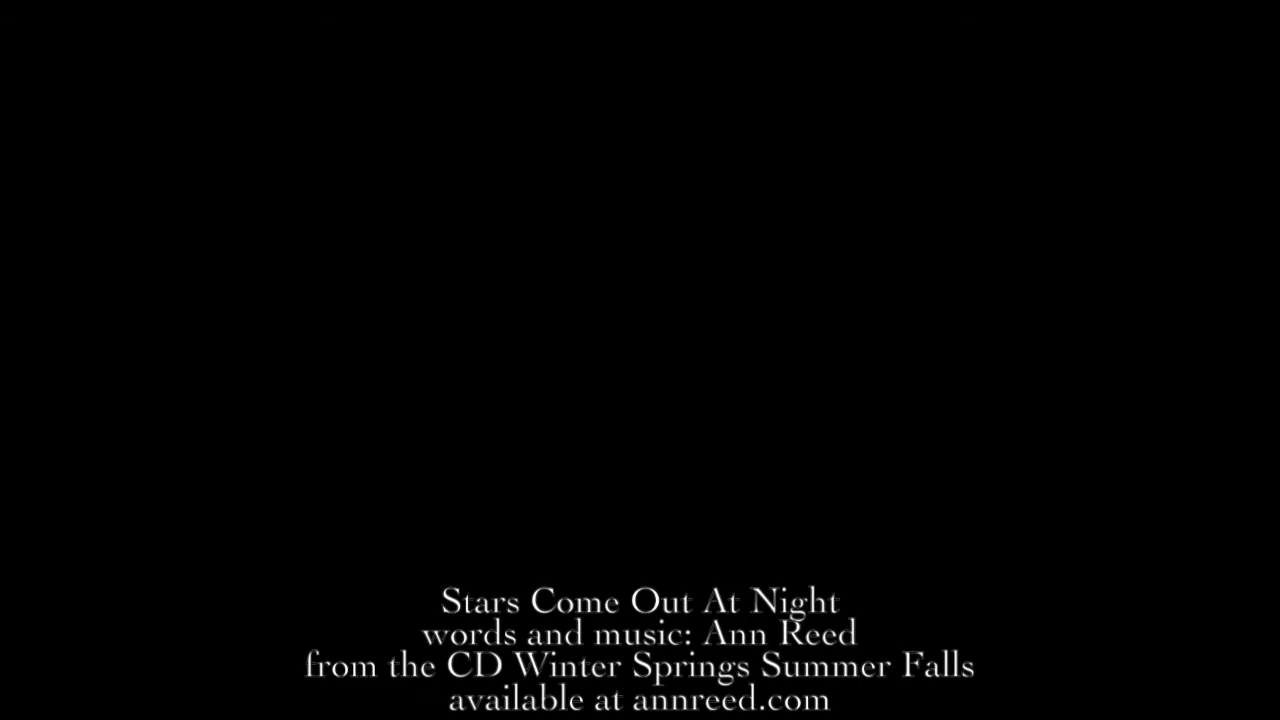 Stars Come Out At Night
words and music: Ann Reed
from the CD Winter Springs Summer Falls
available at annreed.com